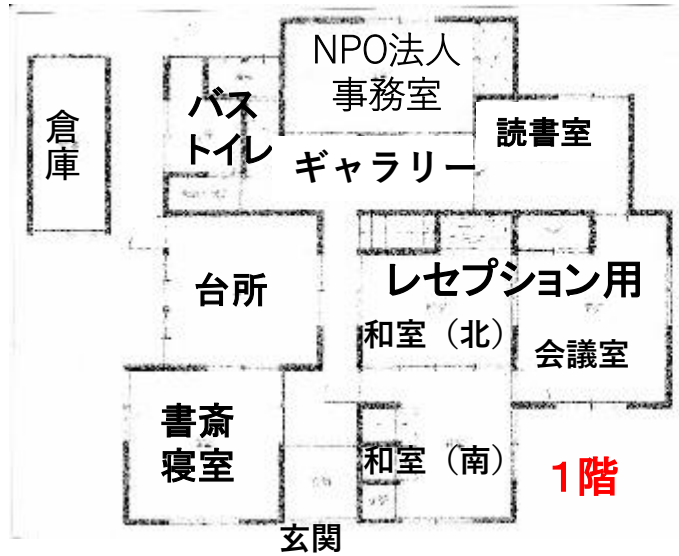 NPO法人
事務室
バス
トイレ
倉庫
読書室
ギャラリー
台所
レセプション用
和室（北）
会議室
書斎
寝室
和室（南）
1階
玄関